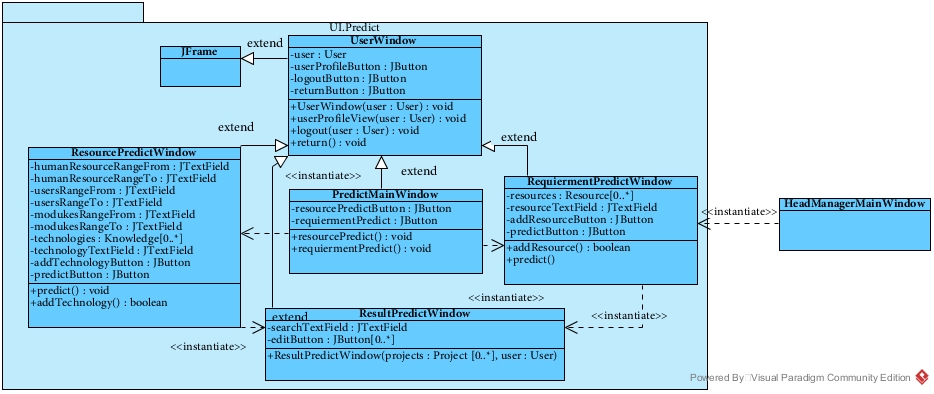 UI.Predict
extend
JFrame
UserWindow
-user : User
-userProfileButton : JButton
-logoutButton : JButton
-returnButton : JButton
+UserWindow(user : User) : void
+userProfileView(user : User) : void
+logout(user : User) : void
+return() : void
extend
extend
extend
<<instantiate>>
ResourcePredictWindow
-humanResourceRangeFrom : JTextField
-humanResourceRangeTo : JTextField
-usersRangeFrom : JTextField
-usersRangeTo : JTextField
-modukesRangeFrom : JTextField
-modukesRangeTo : JTextField
-technologies : Knowledge[0..*]
-technologyTextField : JTextField
-addTechnologyButton : JButton
-predictButton : JButton
+predict() : void
+addTechnology() : boolean
PredictMainWindow
-resourcePredictButton : JButton
-requiermentPredict : JButton
+resourcePredict() : void
+requiermentPredict() : void
RequiermentPredictWindow
-resources : Resource[0..*]
-resourceTextField : JTextField
-addResourceButton : JButton
-predictButton : JButton
+addResource() : boolean
+predict()
<<instantiate>>
HeadManagerMainWindow
<<instantiate>>
<<instantiate>>
<<instantiate>>
extend
ResultPredictWindow
-searchTextField : JTextField
-editButton : JButton[0..*]
+ResultPredictWindow(projects : Project [0..*], user : User)
Powered By Visual Paradigm Community Edition